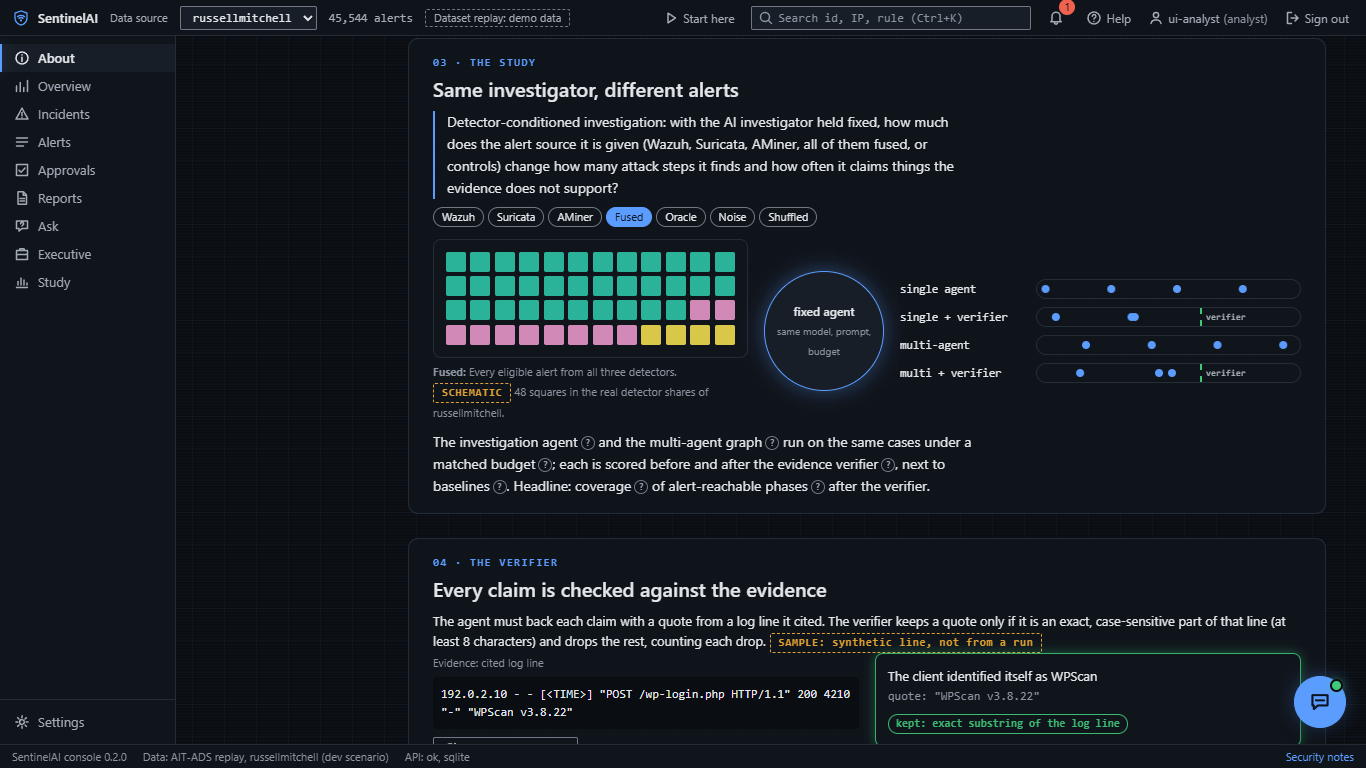 SentinelAI
Data source
russellmitchell
45,544 alerts
Dataset replay: demo data
Start here
Search id, IP, rule (Ctrl+K)
1
Help
ui-analyst (analyst)
Sign out
About
Overview
Incidents
Alerts
Approvals
Reports
Ask
Executive
Study
Settings
03 · THE STUDY
Same investigator, different alerts
Detector-conditioned investigation: with the AI investigator held fixed, how much
does the alert source it is given (Wazuh, Suricata, AMiner, all of them fused, or
controls) change how many attack steps it finds and how often it claims things the
evidence does not support?
Wazuh Suricata AMiner Fused Oracle Noise Shuffled
fixed agent
same model, prompt,
budget
single agent
single + verifier verifier
multi-agent
multi + verifier verifier
Fused: Every eligible alert from all three detectors.
SCHEMATIC 48 squares in the real detector shares of
russellmitchell.
The investigation agent ? and the multi-agent graph ? run on the same cases under a
matched budget ?; each is scored before and after the evidence verifier ?, next to
baselines ?. Headline: coverage ? of alert-reachable phases ? after the verifier.
04 · THE VERIFIER
Every claim is checked against the evidence
The agent must back each claim with a quote from a log line it cited. The verifier keeps a quote only if it is an exact, case-sensitive part of that line (at
least 8 characters) and drops the rest, counting each drop. SAMPLE: synthetic line, not from a run
Evidence: cited log line
192.0.2.10 - - [<TIME>] "POST /wp-login.php HTTP/1.1" 200 4210
"-" "WPScan v3.8.22"
The client identified itself as WPScan
quote: "WPScan v3.8.22"
kept: exact substring of the log line
SentinelAI console 0.2.0
Data: AIT-ADS replay, russellmitchell (dev scenario)
API: ok, sqlite
Security notes